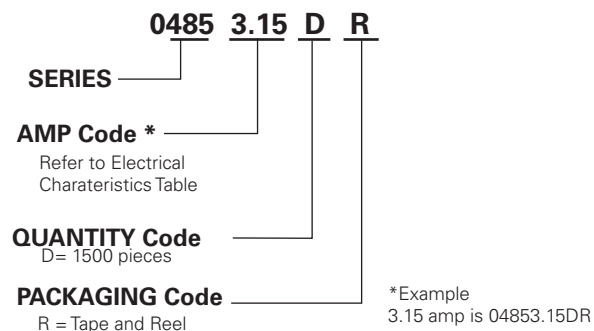 0485 3.15 D R
SERIES
AMP Code *
Refer to Electrical
Charateristics Table
QUANTITY Code
D= 1500 pieces
PACKAGING Code
R = Tape and Reel
*Example
3.15 amp is 04853.15DR